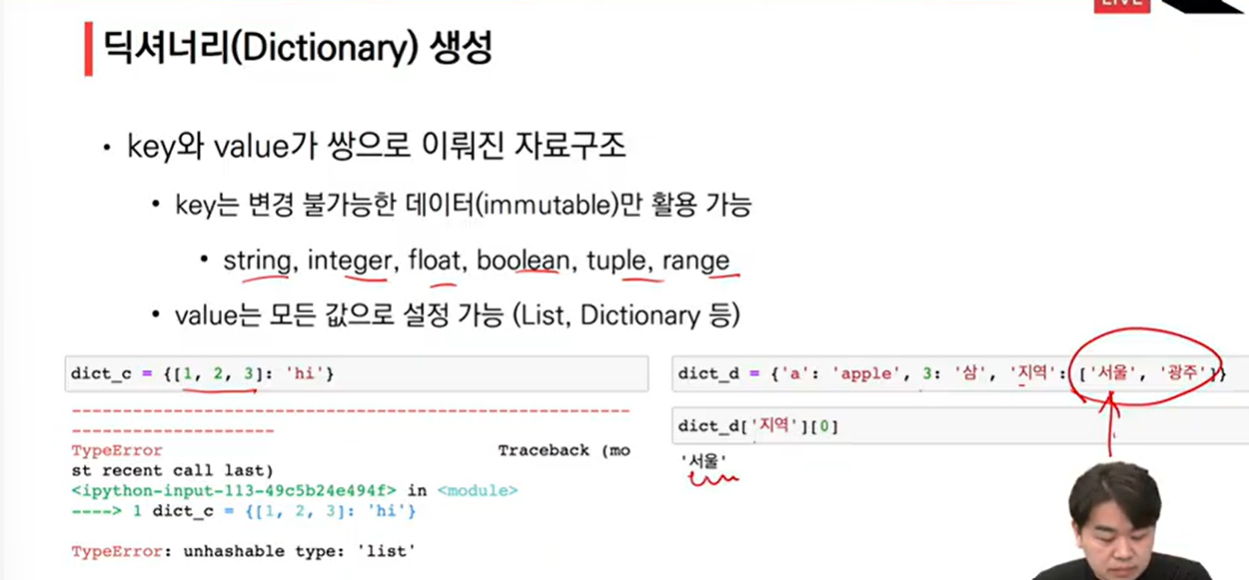 LIVE
딕셔너리(Dictionary) 생성
• key와 value가 쌍으로 이뤄진 자료구조
• key는 변경 불가능한 데이터(immutable)만 활용 가능
• string, integer, float, boolean, tuple, range
• value는 모든 값으로 설정 가능 (List, Dictionary 등)
dict_c = {[1, 2, 3]: 'hi'}
---------------------------------------------------------------------------
TypeError Traceback (mo
st recent call last)
<ipython-input-113-49c5b24e494f> in <module>
----> 1 dict_c = {[1, 2, 3]: 'hi'}
TypeError: unhashable type: 'list'
dict_d = {'a': 'apple', 3: '삼', '지역': ['서울', '광주']}
dict_d['지역'][0]
'서울'